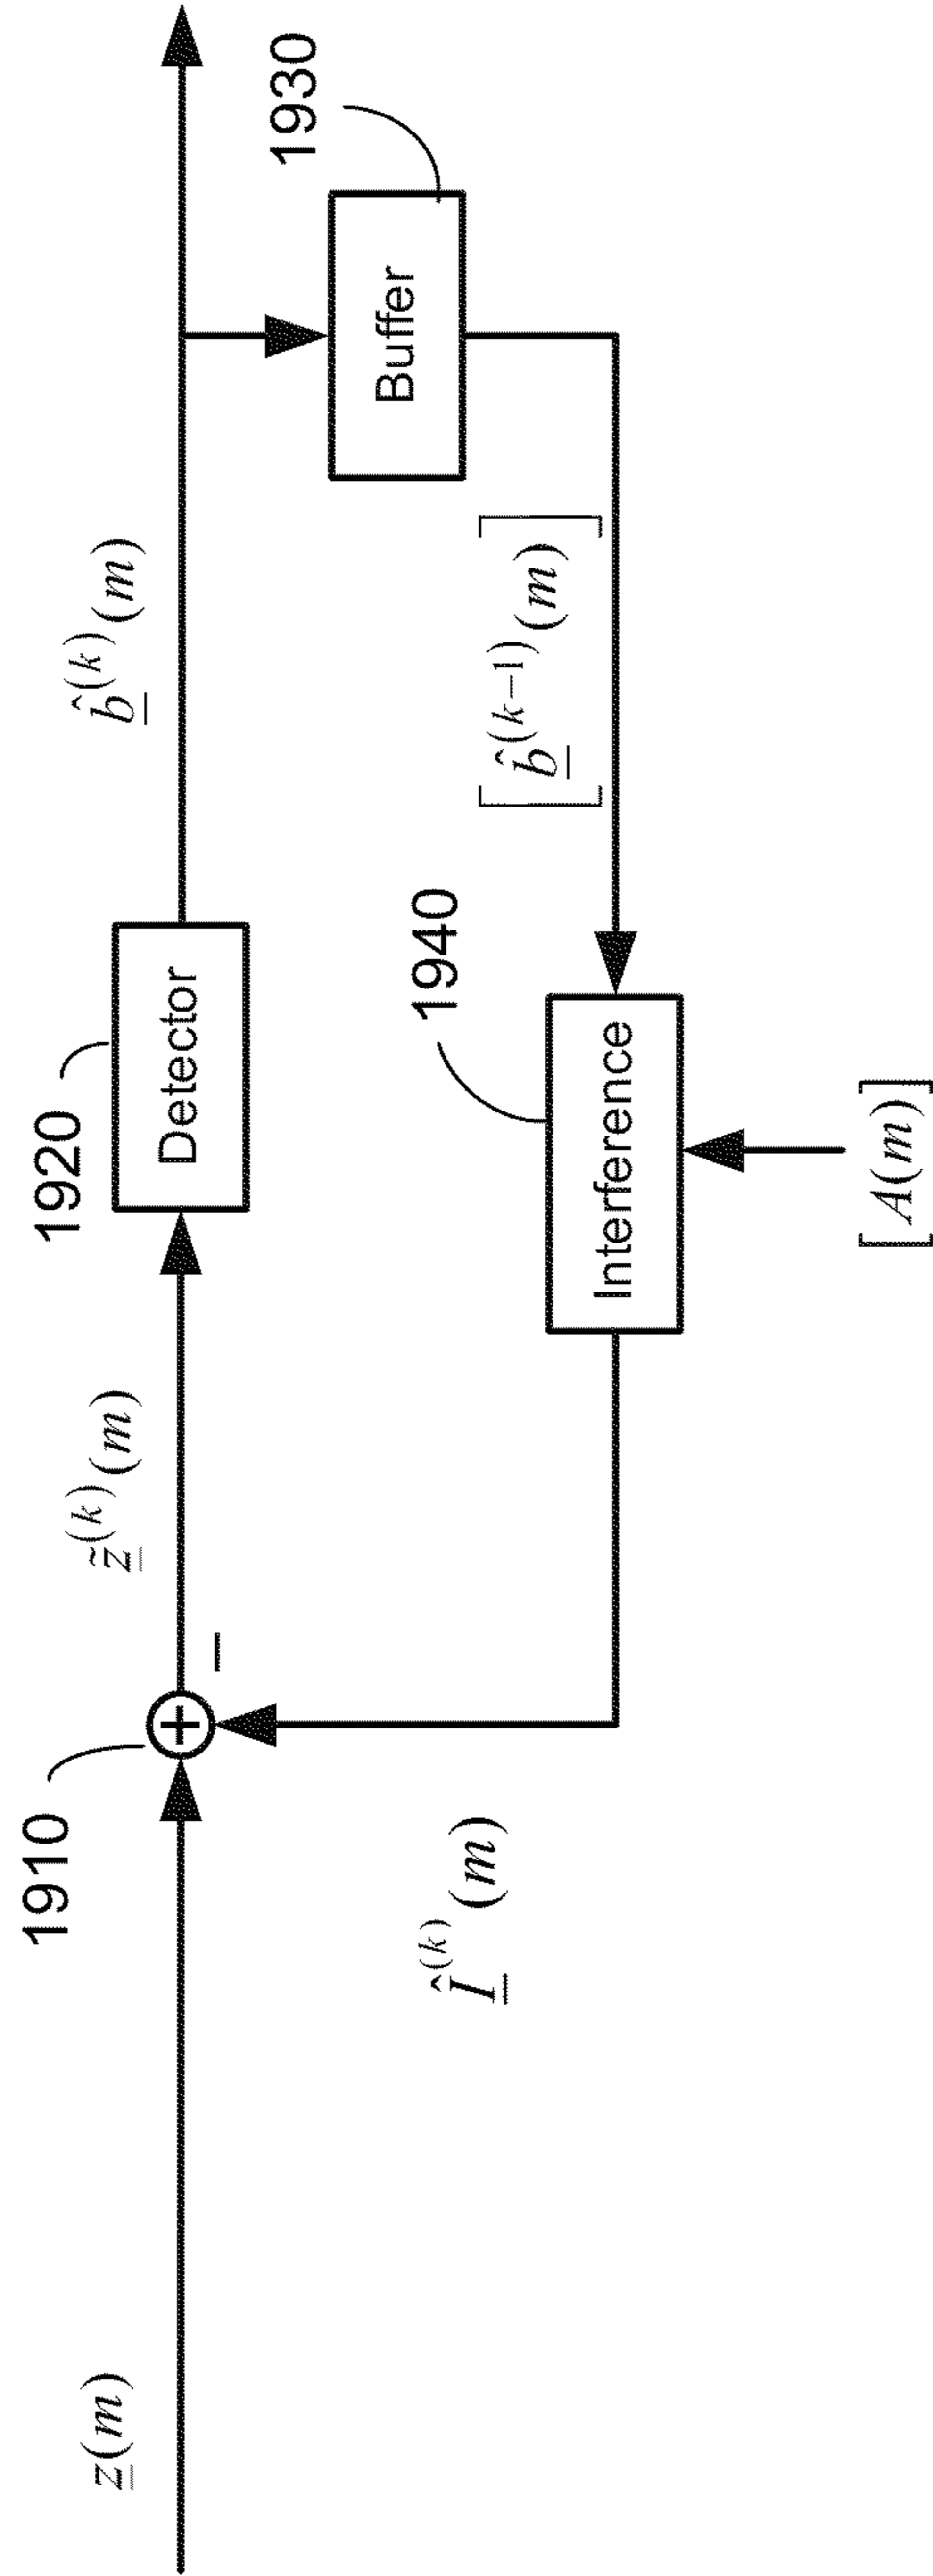 z(m)
1910
z̃^(k)(m)
1920
Detector
b̂^(k)(m)
1930
Buffer
[b̂^(k−1)(m)]
1940
Interference
[A(m)]
Î^(k)(m)
+
−